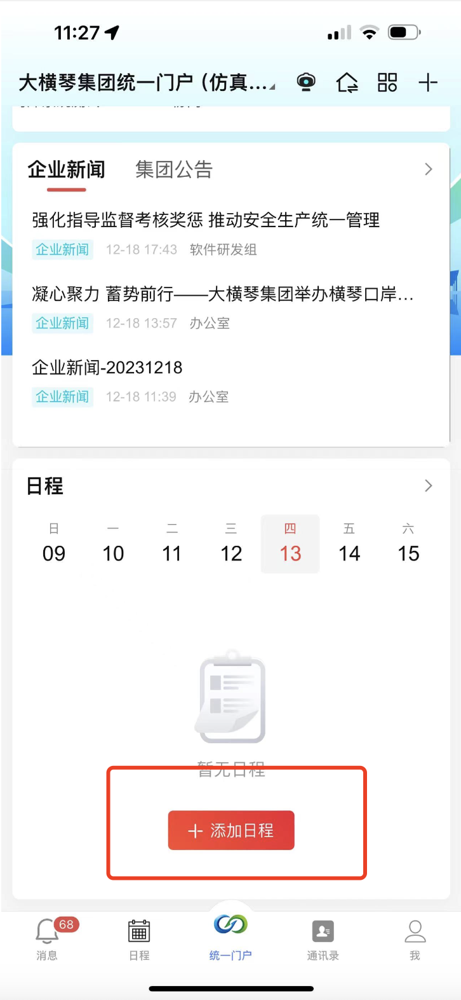 11:27
大横琴集团统一门户（仿真...
企业新闻 集团公告
强化指导监督考核奖惩 推动安全生产统一管理
企业新闻 12-18 17:43 软件研发组
凝心聚力 蓄势前行——大横琴集团举办横琴口岸...
企业新闻 12-18 13:57 办公室
企业新闻-20231218
企业新闻 12-18 11:39 办公室
日程
日 一 二 三 四 五 六
09 10 11 12 13 14 15
暂无日程
添加日程
68
消息 日程 统一门户 通讯录 我